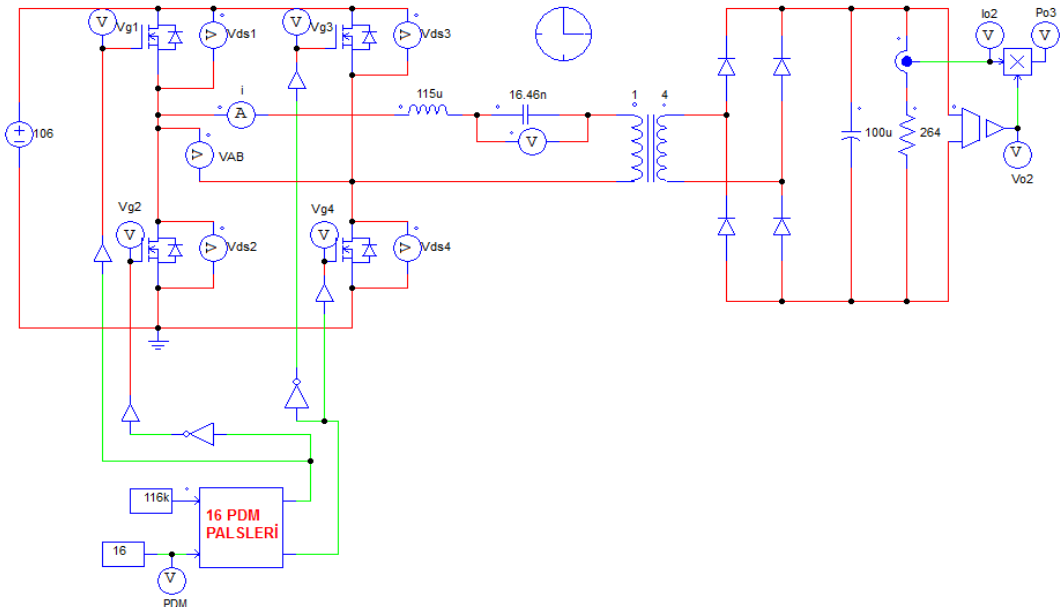 Io2
Po3
V
V
Vg1
V
Vds1
V
Vg3
V
Vds3
V
i
A
115u
16.46n
V
1
4
106
VAB
V
100u
264
V
Vo2
Vg2
V
Vds2
V
Vg4
V
Vds4
V
116k
16
16 PDM
PALSLERİ
V
PDM